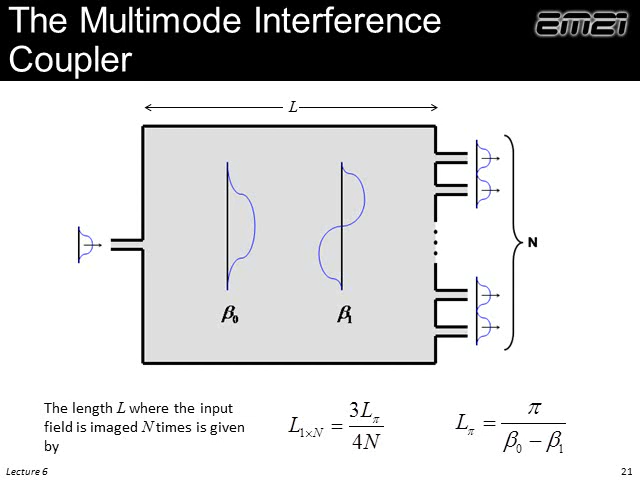 The Multimode Interference
Coupler
EM21
L
N
β₀ β₁
The length L where the input
field is imaged N times is given
by
L₁ₓN = 3Lπ / 4N
Lπ = π / (β₀ − β₁)
Lecture 6
21